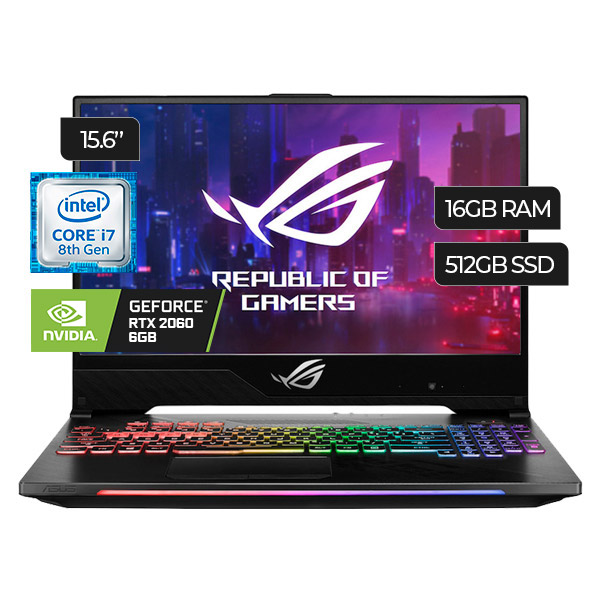 15.6”
intel
CORE i7
8th Gen
16GB RAM
512GB SSD
REPUBLIC OF
GAMERS
NVIDIA.
GEFORCE®
RTX 2060
6GB
ASUS